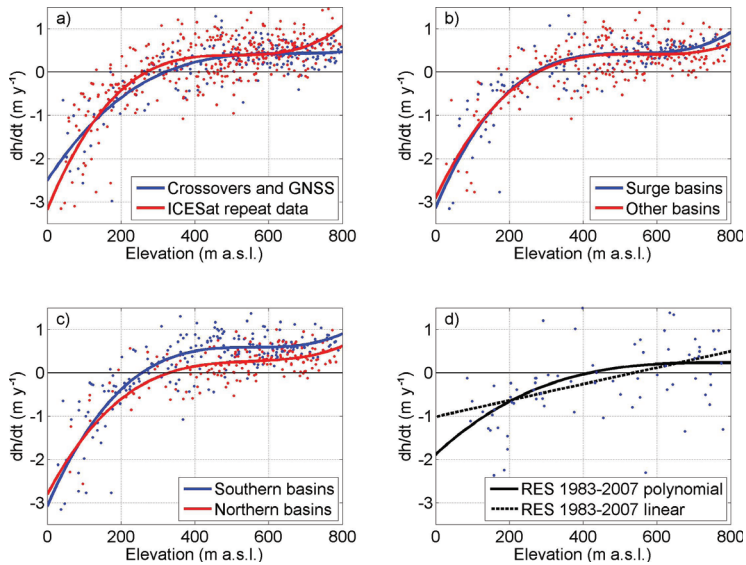 a)
1
0
-1
-2
-3
dh/dt (m y⁻¹)
Crossovers and GNSS
ICESat repeat data
0 200 400 600 800
Elevation (m a.s.l.)
b)
1
0
-1
-2
-3
dh/dt (m y⁻¹)
Surge basins
Other basins
0 200 400 600 800
Elevation (m a.s.l.)
c)
1
0
-1
-2
-3
dh/dt (m y⁻¹)
Southern basins
Northern basins
0 200 400 600 800
Elevation (m a.s.l.)
d)
1
0
-1
-2
-3
dh/dt (m y⁻¹)
RES 1983-2007 polynomial
RES 1983-2007 linear
0 200 400 600 800
Elevation (m a.s.l.)